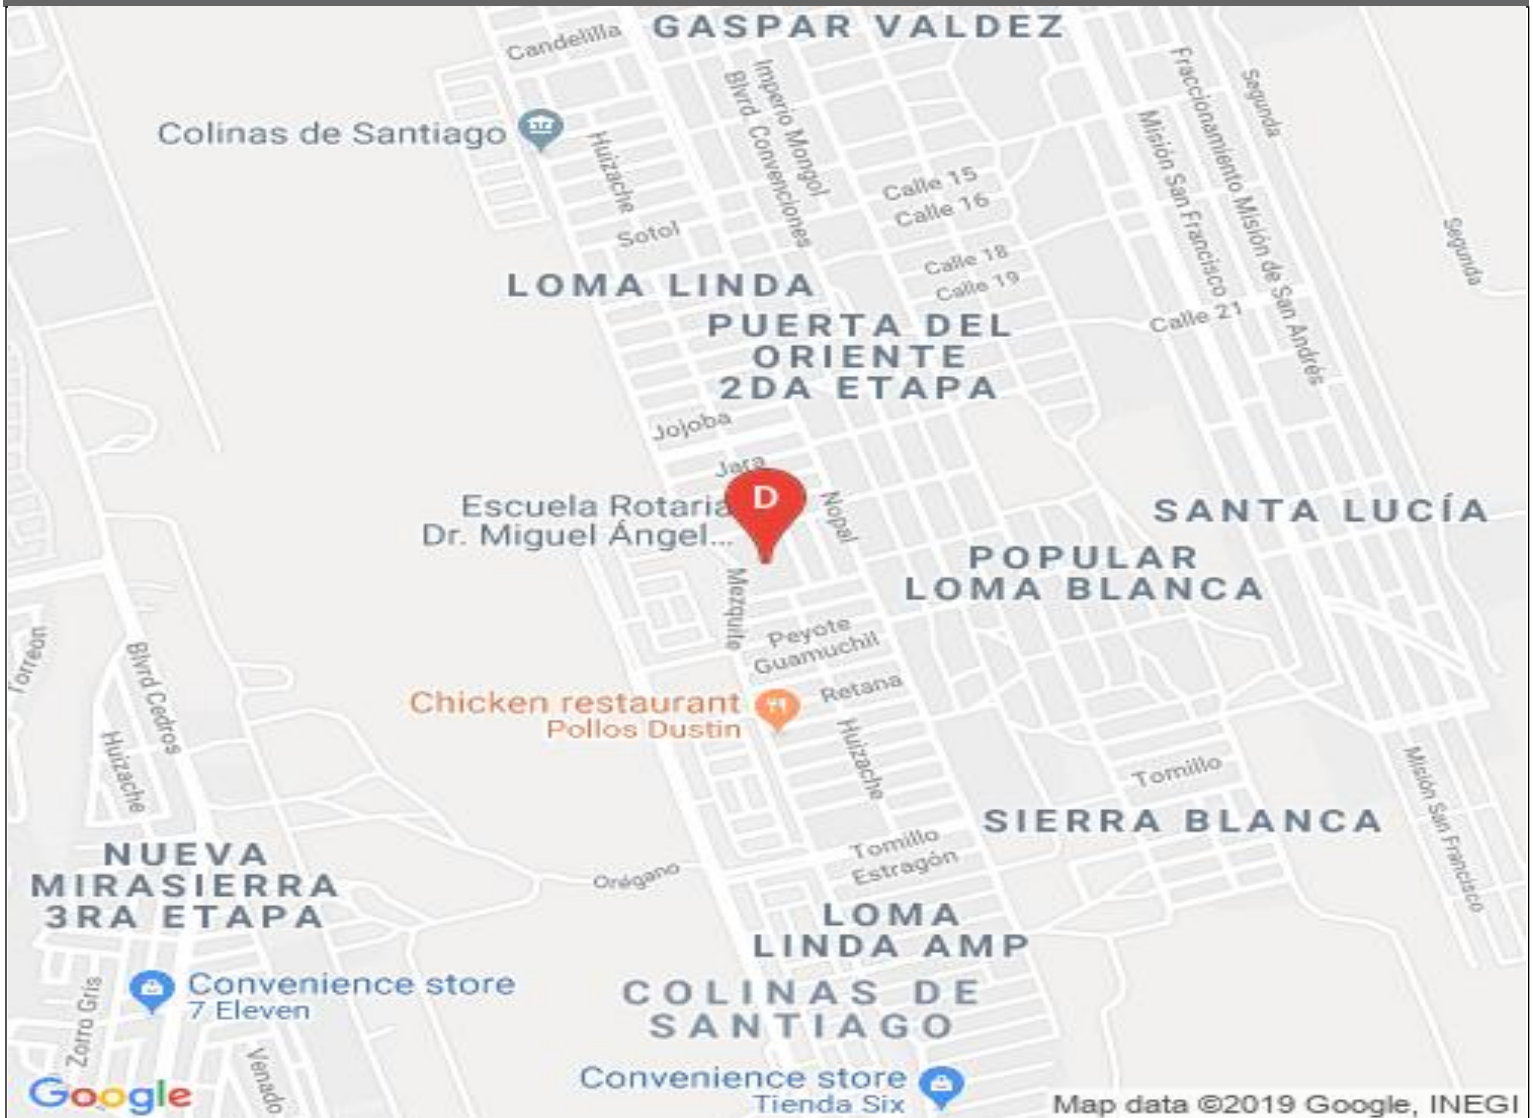 GASPAR VALDEZ
Candelilla
Colinas de Santiago
Huizache
Imperio Mongol
Blvrd. Convenciones
Calle 15
Calle 16
Segunda
Fraccionamiento Misión de San Andrés
Misión San Francisco
Segunda
Sotol
Calle 18
Calle 19
Calle 21
LOMA LINDA
PUERTA DEL
ORIENTE
2DA ETAPA
Jojoba
Jara
D
Escuela Rotaria
Dr. Miguel Ángel...
Nopal
SANTA LUCÍA
POPULAR
LOMA BLANCA
Mezquite
Peyote
Guamuchil
Torreon
Blvrd Cedros
Retana
Chicken restaurant
Pollos Dustin
Huizache
Huizache
Tomillo
Misión San Francisco
SIERRA BLANCA
Tomillo
Estragón
Orégano
NUEVA
MIRASIERRA
3RA ETAPA
LOMA
LINDA AMP
Convenience store
7 Eleven
COLINAS DE
SANTIAGO
Zorro Gris
Venado
Convenience store
Tienda Six
Google
Map data ©2019 Google, INEGI